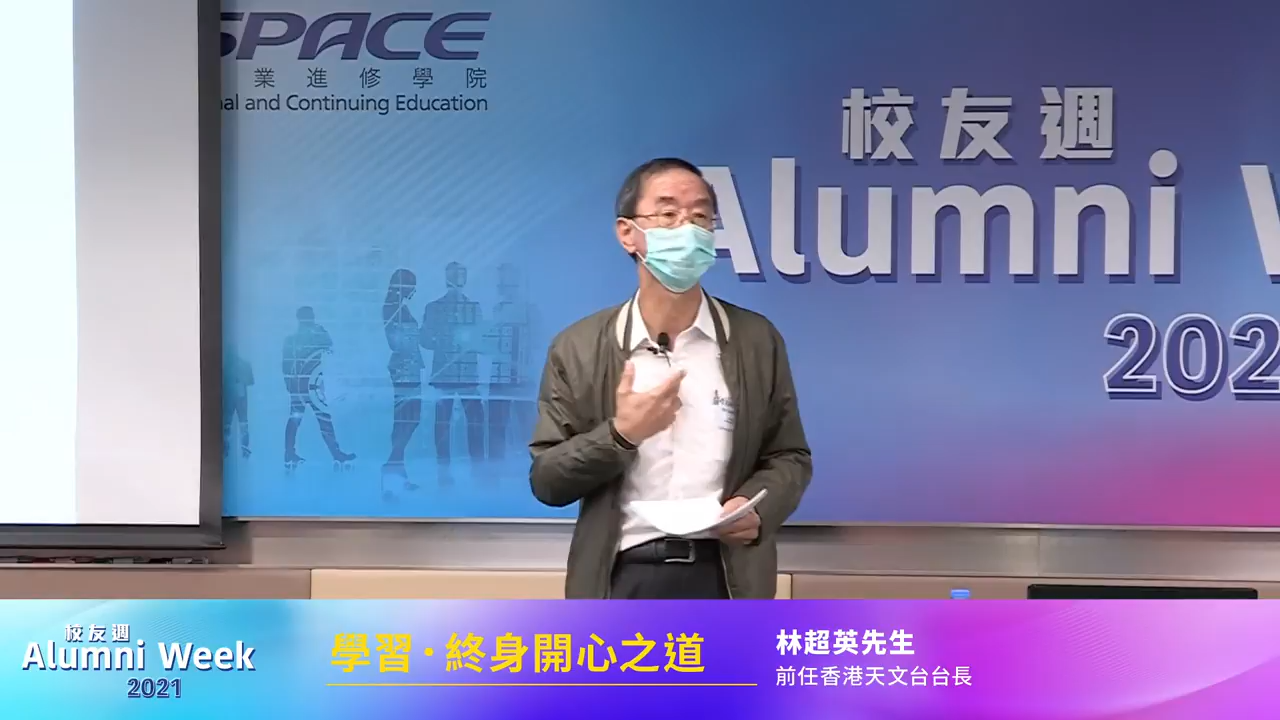 SPACE
業進修學院
nal and Continuing Education
校友週
Alumni W
202
校友週
Alumni Week
2021
學習·終身開心之道
林超英先生
前任香港天文台台長